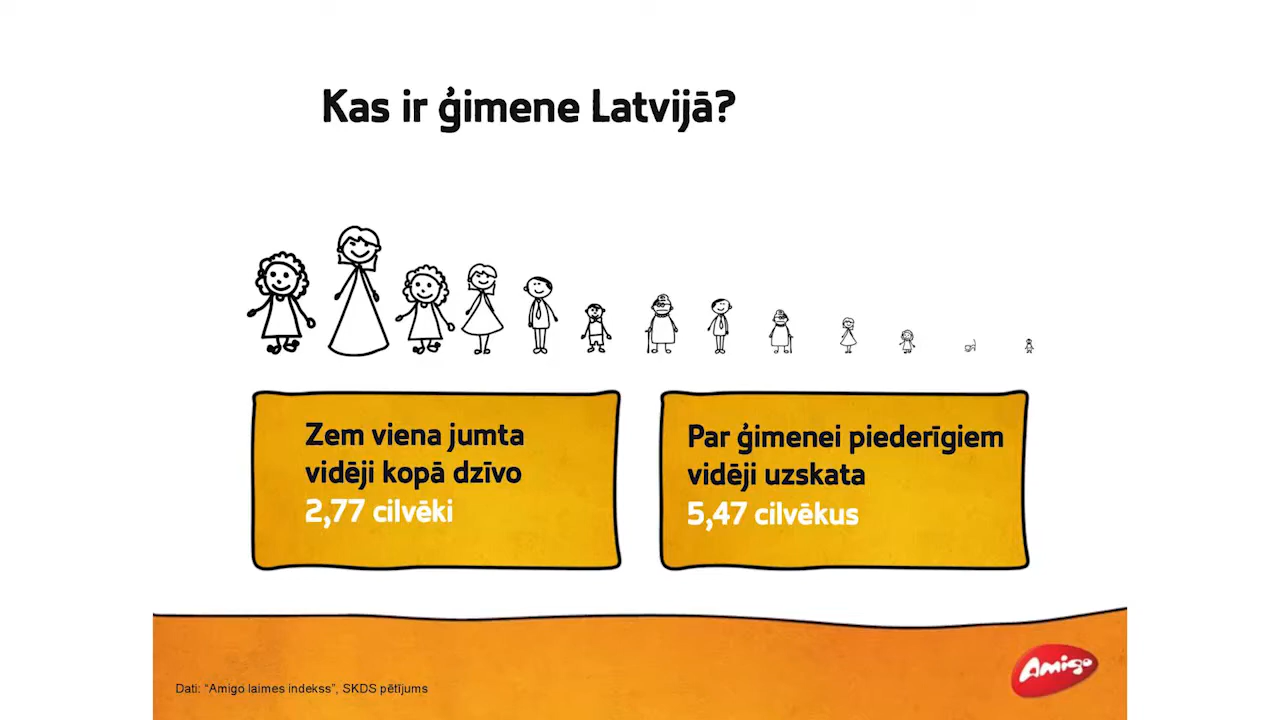 Kas ir ģimene Latvijā?
Zem viena jumta
vidēji kopā dzīvo
2,77 cilvēki
Par ģimenei piederīgiem
vidēji uzskata
5,47 cilvēkus
Dati: “Amigo laimes indekss”, SKDS pētījums
Amigo